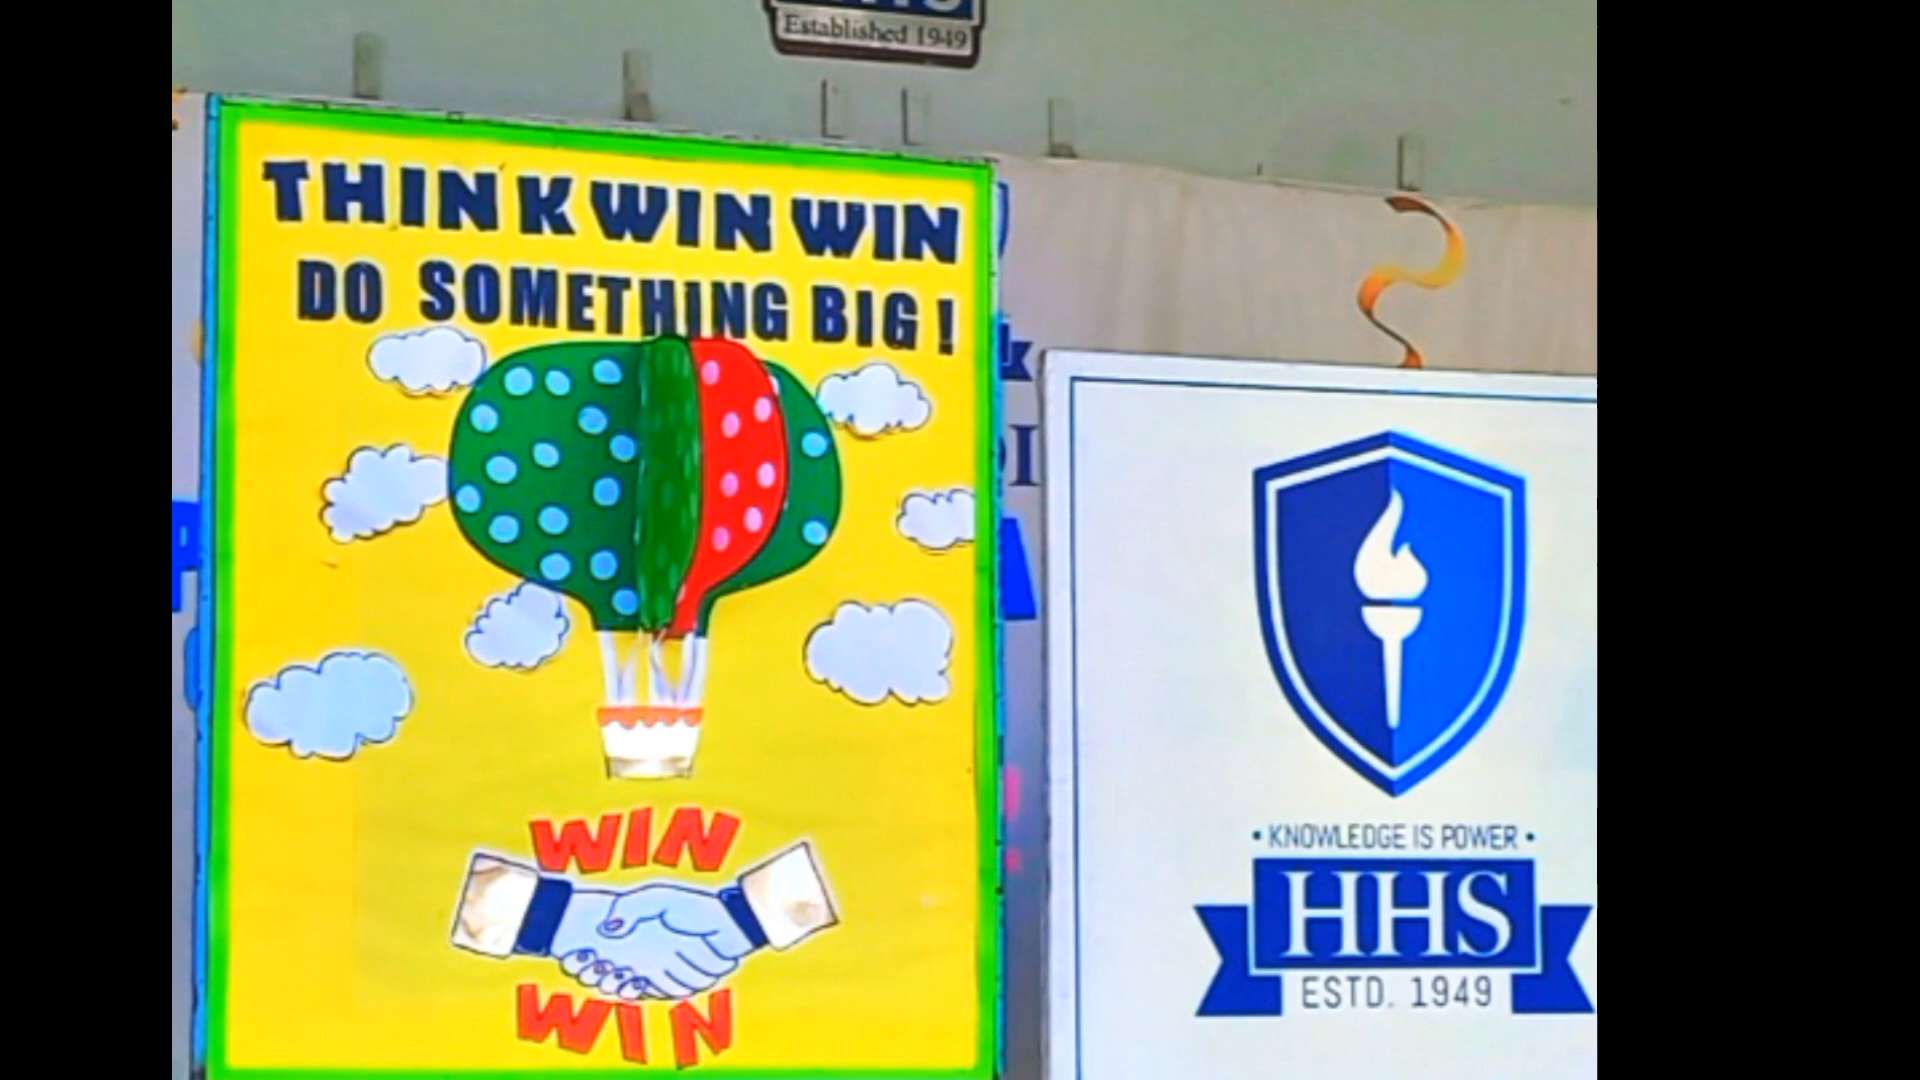 Established 1949
THINK WIN WIN
DO SOMETHING BIG!
WIN
WIN
• KNOWLEDGE IS POWER •
HHS
ESTD. 1949